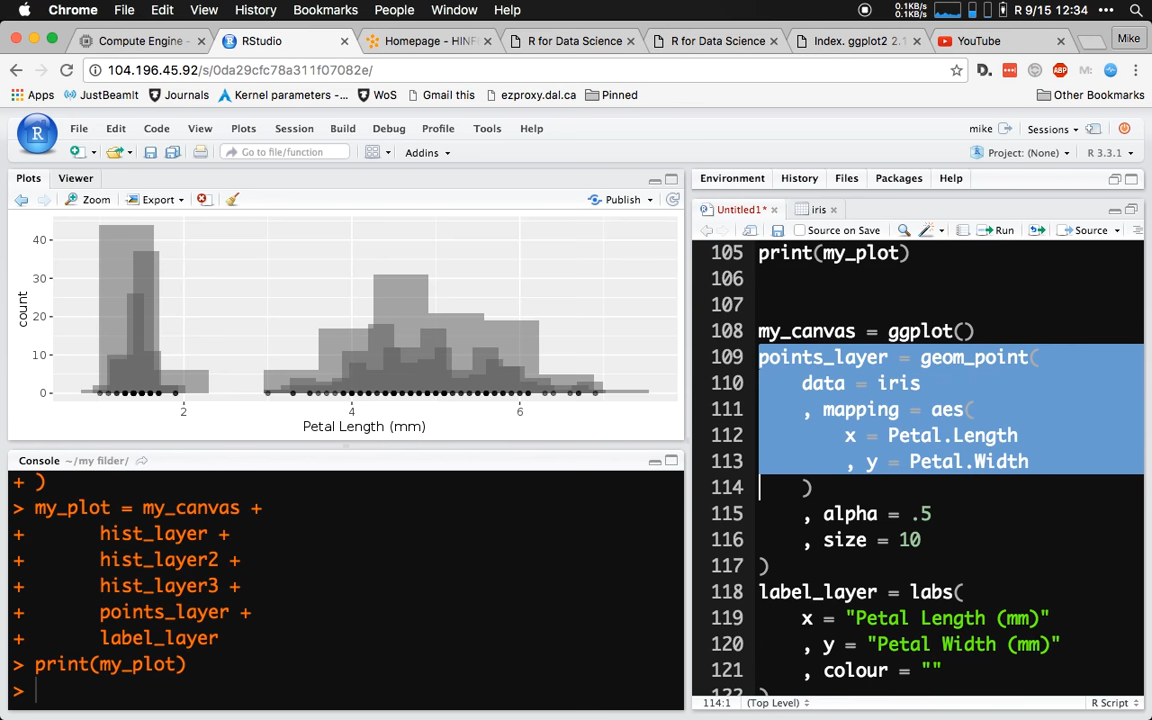 Chrome File Edit View History Bookmarks People Window Help
0.1KB/s
0.1KB/s
R 9/15 12:34
Compute Engine -
RStudio
Homepage - HINF
R for Data Science
R for Data Science
Index. ggplot2 2.1
YouTube
Mike
104.196.45.92/s/0da29cfc78a311f07082e/
D.
ABP
M:
Apps JustBeamIt Journals Kernel parameters -... WoS Gmail this ezproxy.dal.ca Pinned Other Bookmarks
R File Edit Code View Plots Session Build Debug Profile Tools Help
mike Sessions
Go to file/function
Addins
Project: (None)
R 3.3.1
Plots Viewer
Zoom Export Publish
40
30
20
10
0
count
2 4 6
Petal Length (mm)
Console ~/my filder/
+ )
> my_plot = my_canvas +
+ hist_layer +
+ hist_layer2 +
+ hist_layer3 +
+ points_layer +
+ label_layer
> print(my_plot)
>
Environment History Files Packages Help
Untitled1* iris
Source on Save Run Source
105 print(my_plot)
106
107
108 my_canvas = ggplot()
109 points_layer = geom_point(
110 data = iris
111 , mapping = aes(
112 x = Petal.Length
113 , y = Petal.Width
114 )
115 , alpha = .5
116 , size = 10
117 )
118 label_layer = labs(
119 x = "Petal Length (mm)"
120 , y = "Petal Width (mm)"
121 , colour = ""
122 )
114:1 (Top Level) R Script